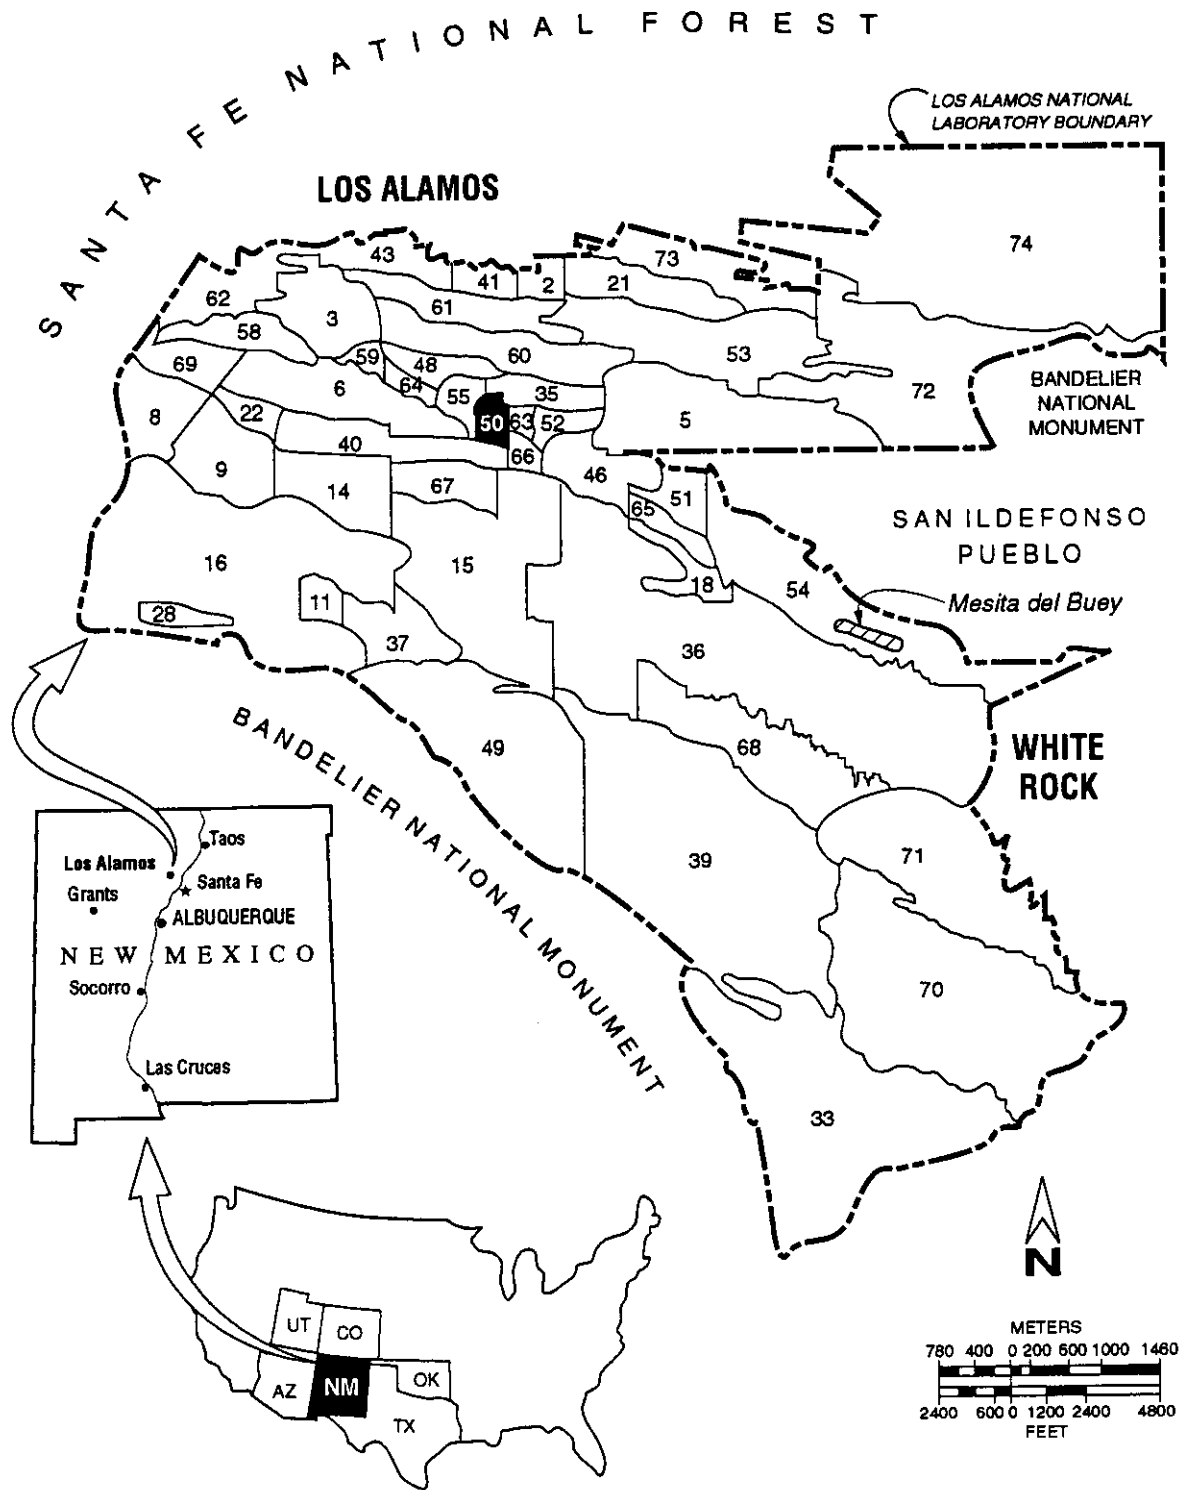 SANTA FE NATIONAL FOREST
LOS ALAMOS NATIONAL
LABORATORY BOUNDARY
LOS ALAMOS
74
43
73
41
2
21
62
61
3
58
53
60
59
48
69
6
64
55
35
72
BANDELIER
NATIONAL
MONUMENT
8
22
50
63
52
5
40
66
9
46
14
67
51
65
SAN ILDEFONSO
PUEBLO
16
15
18
54
11
28
Mesita del Buey
37
36
BANDELIER NATIONAL MONUMENT
49
68
WHITE
ROCK
39
71
70
33
Taos
Los Alamos
Grants
Santa Fe
ALBUQUERQUE
NEW MEXICO
Socorro
Las Cruces
UT
CO
AZ
NM
OK
TX
N
METERS
780 400 0 200 600 1000 1460
2400 600 0 1200 2400 4800
FEET